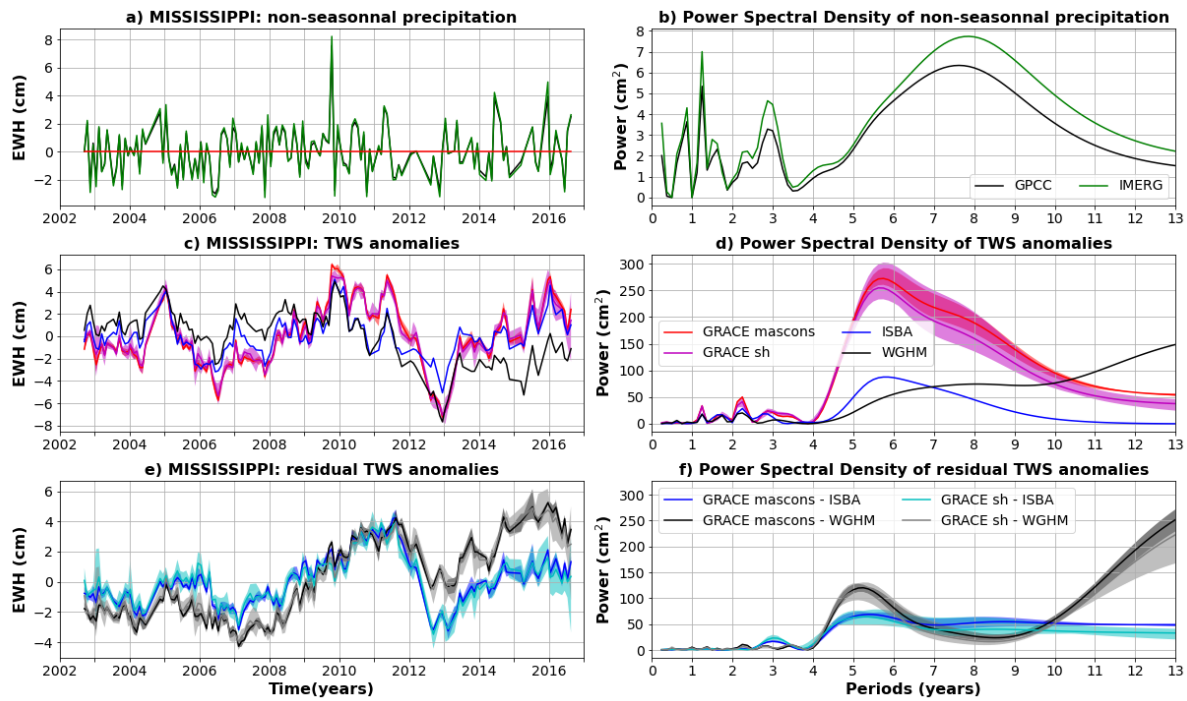 a) MISSISSIPPI: non-seasonnal precipitation
EWH (cm)
8
6
4
2
0
−2
2002 2004 2006 2008 2010 2012 2014 2016
b) Power Spectral Density of non-seasonnal precipitation
Power (cm²)
8
7
6
5
4
3
2
1
0
GPCC IMERG
0 1 2 3 4 5 6 7 8 9 10 11 12 13
c) MISSISSIPPI: TWS anomalies
EWH (cm)
6
4
2
0
−2
−4
−6
−8
2002 2004 2006 2008 2010 2012 2014 2016
d) Power Spectral Density of TWS anomalies
Power (cm²)
300
250
200
150
100
50
0
GRACE mascons ISBA
GRACE sh WGHM
0 1 2 3 4 5 6 7 8 9 10 11 12 13
e) MISSISSIPPI: residual TWS anomalies
EWH (cm)
6
4
2
0
−2
−4
2002 2004 2006 2008 2010 2012 2014 2016
Time(years)
f) Power Spectral Density of residual TWS anomalies
Power (cm²)
300
250
200
150
100
50
0
GRACE mascons - ISBA GRACE sh - ISBA
GRACE mascons - WGHM GRACE sh - WGHM
0 1 2 3 4 5 6 7 8 9 10 11 12 13
Periods (years)